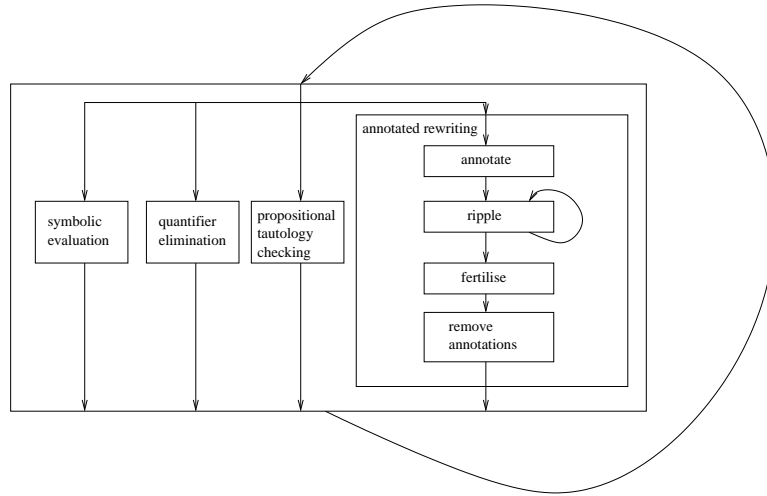 annotated rewriting
annotate
symbolic
evaluation
quantifier
elimination
propositional
tautology
checking
ripple
fertilise
remove
annotations